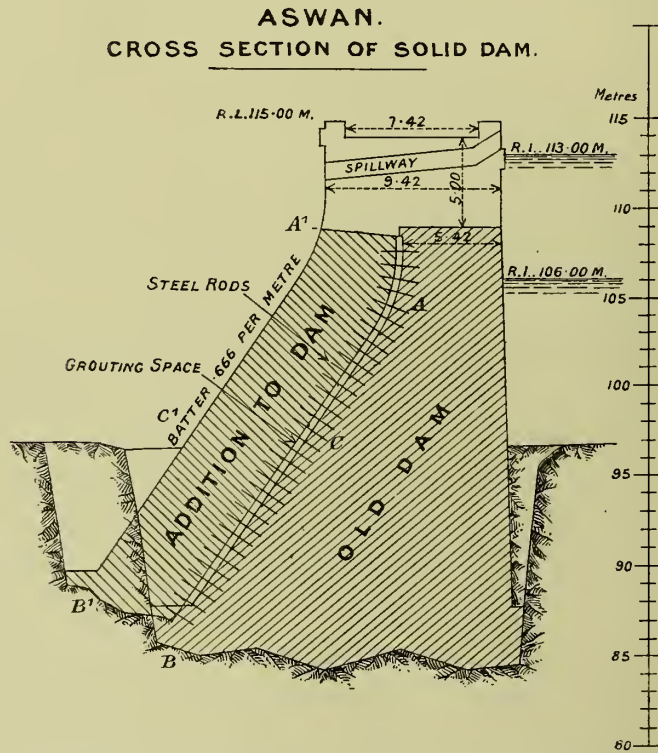 ASWAN.
CROSS SECTION OF SOLID DAM.
Metres
R.L.115·00 M.
7·42
115
SPILLWAY
R.L. 113·00 M.
9·42
5·00
110
A¹
5·42
R.L. 106·00 M.
STEEL RODS
A
105
BATTER ·666 PER METRE
GROUTING SPACE
ADDITION TO DAM
100
C¹
C
OLD DAM
95
90
B¹
B
85
80